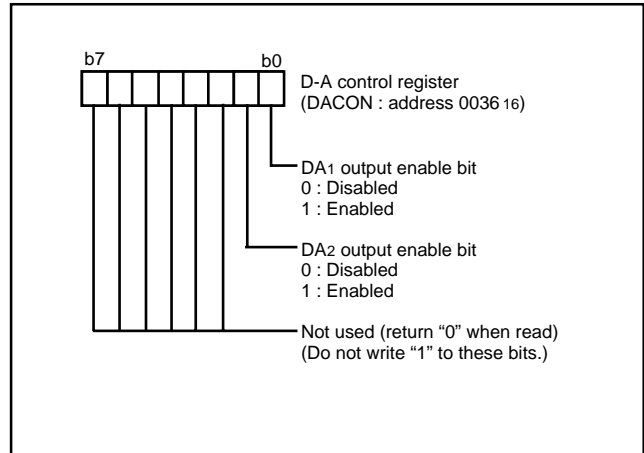 b7 b0
D-A control register
(DACON : address 0036 16)
DA1 output enable bit
0 : Disabled
1 : Enabled
DA2 output enable bit
0 : Disabled
1 : Enabled
Not used (return “0” when read)
(Do not write “1” to these bits.)